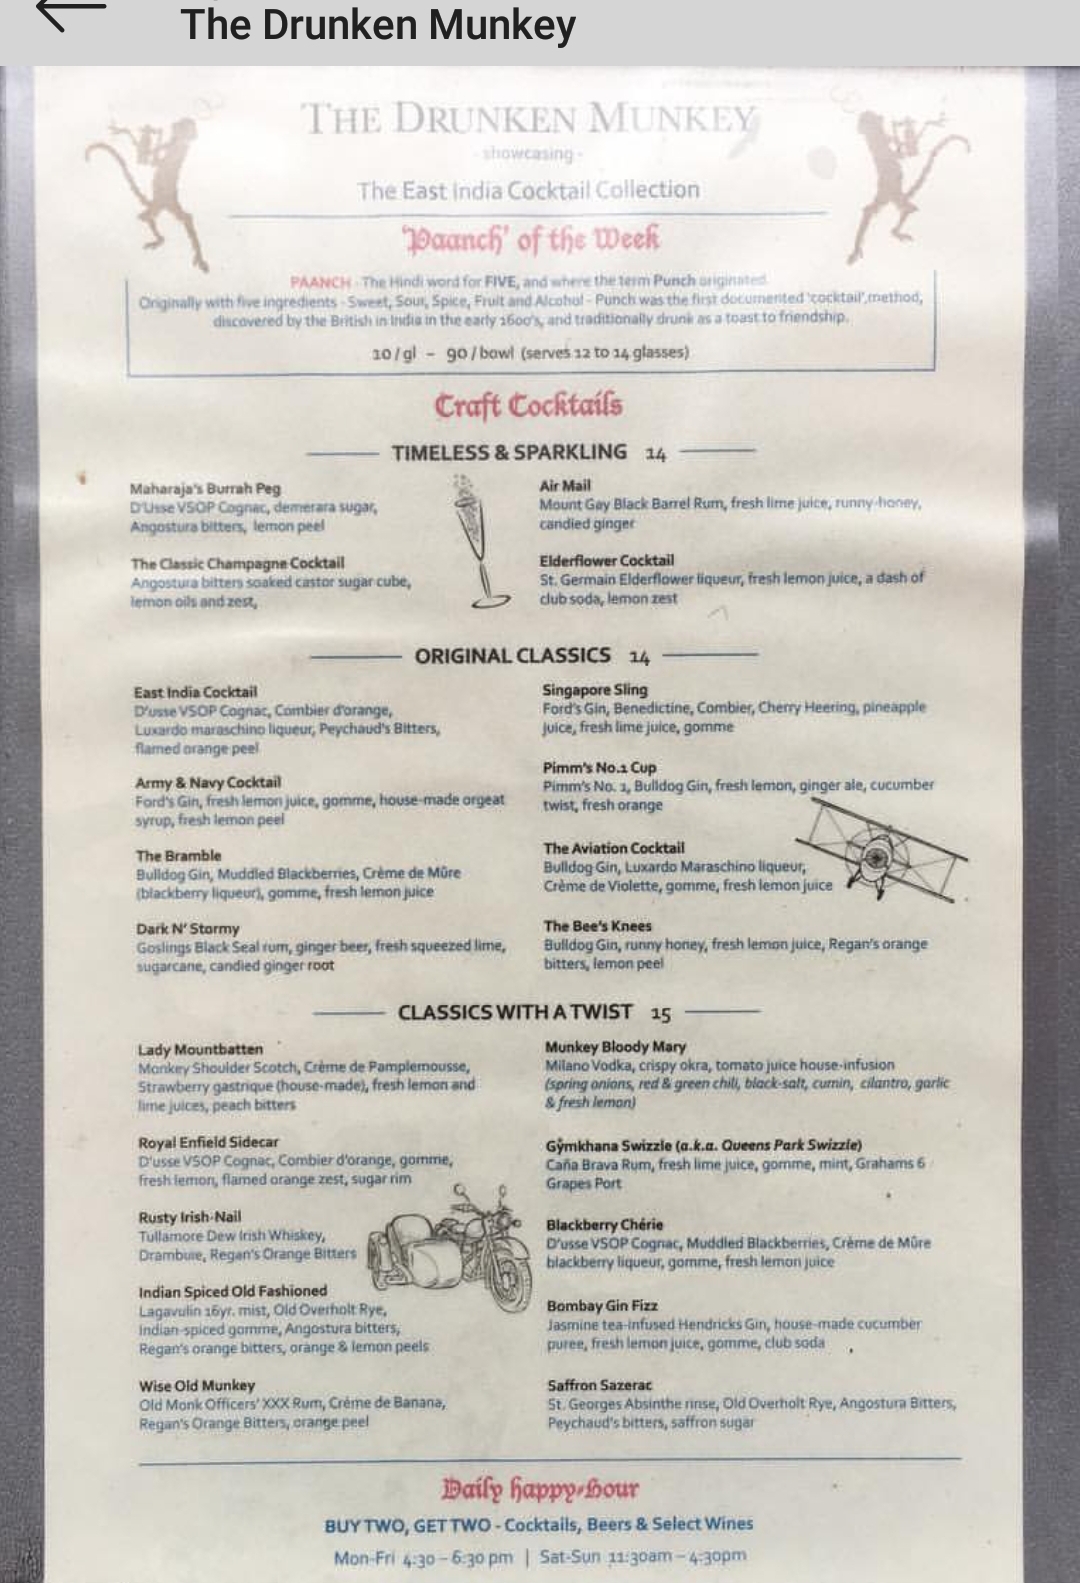 The Drunken Munkey
THE DRUNKEN MUNKEY
- showcasing -
The East India Cocktail Collection
'Paanch' of the Week
PAANCH - The Hindi word for FIVE, and where the term Punch originated.
Originally with five ingredients - Sweet, Sour, Spice, Fruit and Alcohol - Punch was the first documented 'cocktail' method,
discovered by the British in India in the early 1600's, and traditionally drunk as a toast to friendship.
10 / gl - 90 / bowl (serves 12 to 14 glasses)
Craft Cocktails
TIMELESS & SPARKLING 14
Maharaja's Burrah Peg
D'Usse VSOP Cognac, demerara sugar,
Angostura bitters, lemon peel
The Classic Champagne Cocktail
Angostura bitters soaked castor sugar cube,
lemon oils and zest,
Air Mail
Mount Gay Black Barrel Rum, fresh lime juice, runny-honey,
candied ginger
Elderflower Cocktail
St. Germain Elderflower liqueur, fresh lemon juice, a dash of
club soda, lemon zest
ORIGINAL CLASSICS 14
East India Cocktail
D'usse VSOP Cognac, Combier d'orange,
Luxardo maraschino liqueur, Peychaud's Bitters,
flamed orange peel
Army & Navy Cocktail
Ford's Gin, fresh lemon juice, gomme, house-made orgeat
syrup, fresh lemon peel
The Bramble
Bulldog Gin, Muddled Blackberries, Crème de Mûre
(blackberry liqueur), gomme, fresh lemon juice
Dark N' Stormy
Goslings Black Seal rum, ginger beer, fresh squeezed lime,
sugarcane, candied ginger root
Singapore Sling
Ford's Gin, Benedictine, Combier, Cherry Heering, pineapple
juice, fresh lime juice, gomme
Pimm's No.1 Cup
Pimm's No. 1, Bulldog Gin, fresh lemon, ginger ale, cucumber
twist, fresh orange
The Aviation Cocktail
Bulldog Gin, Luxardo Maraschino liqueur,
Crème de Violette, gomme, fresh lemon juice
The Bee's Knees
Bulldog Gin, runny honey, fresh lemon juice, Regan's orange
bitters, lemon peel
CLASSICS WITH A TWIST 15
Lady Mountbatten
Monkey Shoulder Scotch, Crème de Pamplemousse,
Strawberry gastrique (house-made), fresh lemon and
lime juices, peach bitters
Royal Enfield Sidecar
D'usse VSOP Cognac, Combier d'orange, gomme,
fresh lemon, flamed orange zest, sugar rim
Rusty Irish-Nail
Tullamore Dew Irish Whiskey,
Drambuie, Regan's Orange Bitters
Indian Spiced Old Fashioned
Lagavulin 16yr. mist, Old Overholt Rye,
Indian-spiced gomme, Angostura bitters,
Regan's orange bitters, orange & lemon peels
Wise Old Munkey
Old Monk Officers' XXX Rum, Crème de Banana,
Regan's Orange Bitters, orange peel
Munkey Bloody Mary
Milano Vodka, crispy okra, tomato juice house-infusion
(spring onions, red & green chili, black-salt, cumin, cilantro, garlic
& fresh lemon)
Gymkhana Swizzle (a.k.a. Queens Park Swizzle)
Caña Brava Rum, fresh lime juice, gomme, mint, Grahams 6
Grapes Port
Blackberry Chérie
D'usse VSOP Cognac, Muddled Blackberries, Crème de Mûre
blackberry liqueur, gomme, fresh lemon juice
Bombay Gin Fizz
Jasmine tea-infused Hendricks Gin, house-made cucumber
puree, fresh lemon juice, gomme, club soda
Saffron Sazerac
St. Georges Absinthe rinse, Old Overholt Rye, Angostura Bitters,
Peychaud's bitters, saffron sugar
Daily happy-Hour
BUY TWO, GET TWO - Cocktails, Beers & Select Wines
Mon-Fri 4:30 - 6:30 pm | Sat-Sun 11:30am - 4:30pm